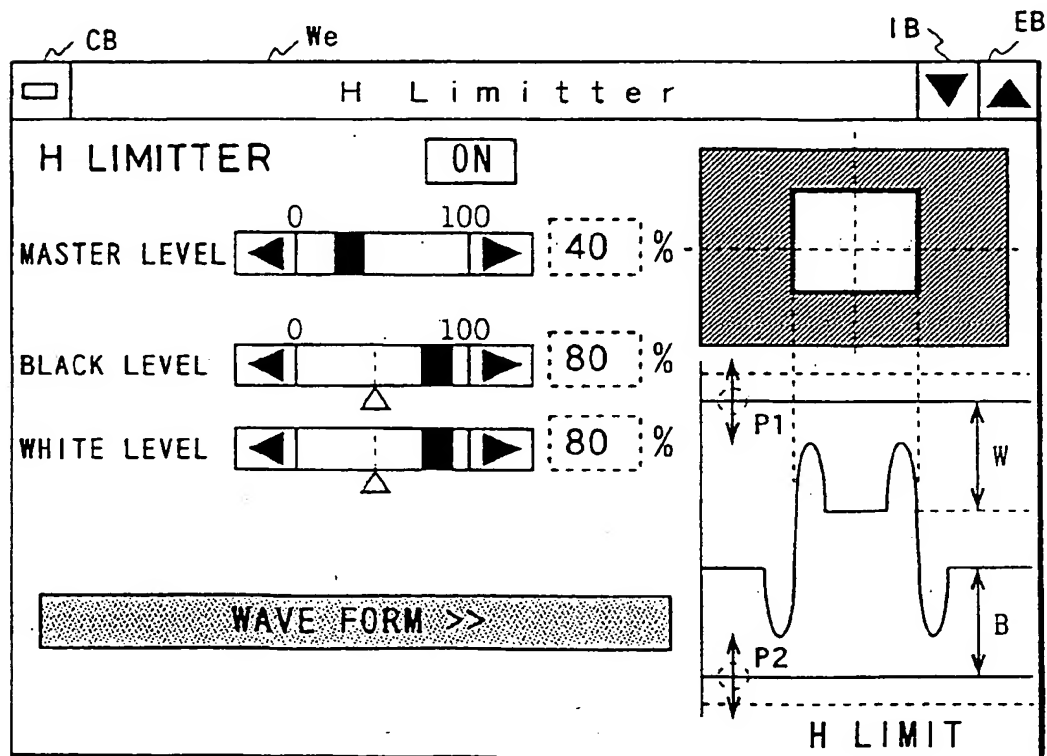 CB We IB EB
H Limitter
H LIMITTER ON
0 100
MASTER LEVEL 40 %
0 100
BLACK LEVEL 80 %
P1
WHITE LEVEL 80 %
W
WAVE FORM >>
B
P2
H LIMIT